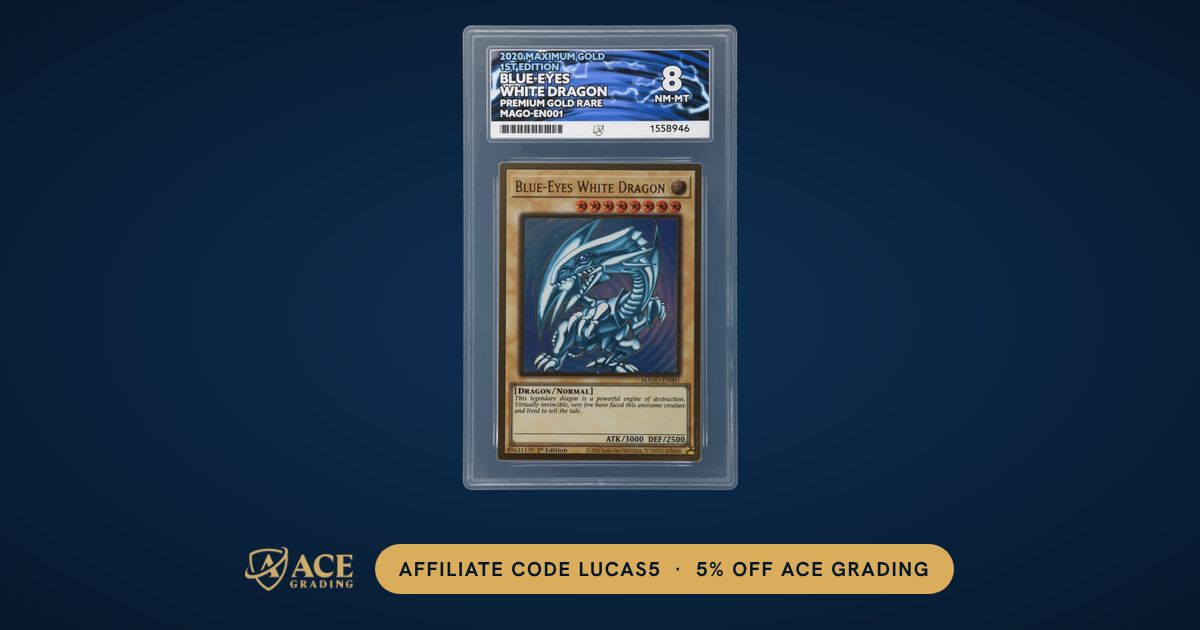 2020 MAXIMUM GOLD
1ST EDITION
BLUE-EYES
WHITE DRAGON
PREMIUM GOLD RARE
MAGO-EN001
8
NM-MT
1558946
BLUE-EYES WHITE DRAGON
MAGO-EN001
[DRAGON/NORMAL]
This legendary dragon is a powerful engine of destruction.
Virtually invincible, very few have faced this awesome creature
and lived to tell the tale.
ATK/3000 DEF/2500
89631139 1st Edition
ACE
GRADING
AFFILIATE CODE LUCAS5 · 5% OFF ACE GRADING